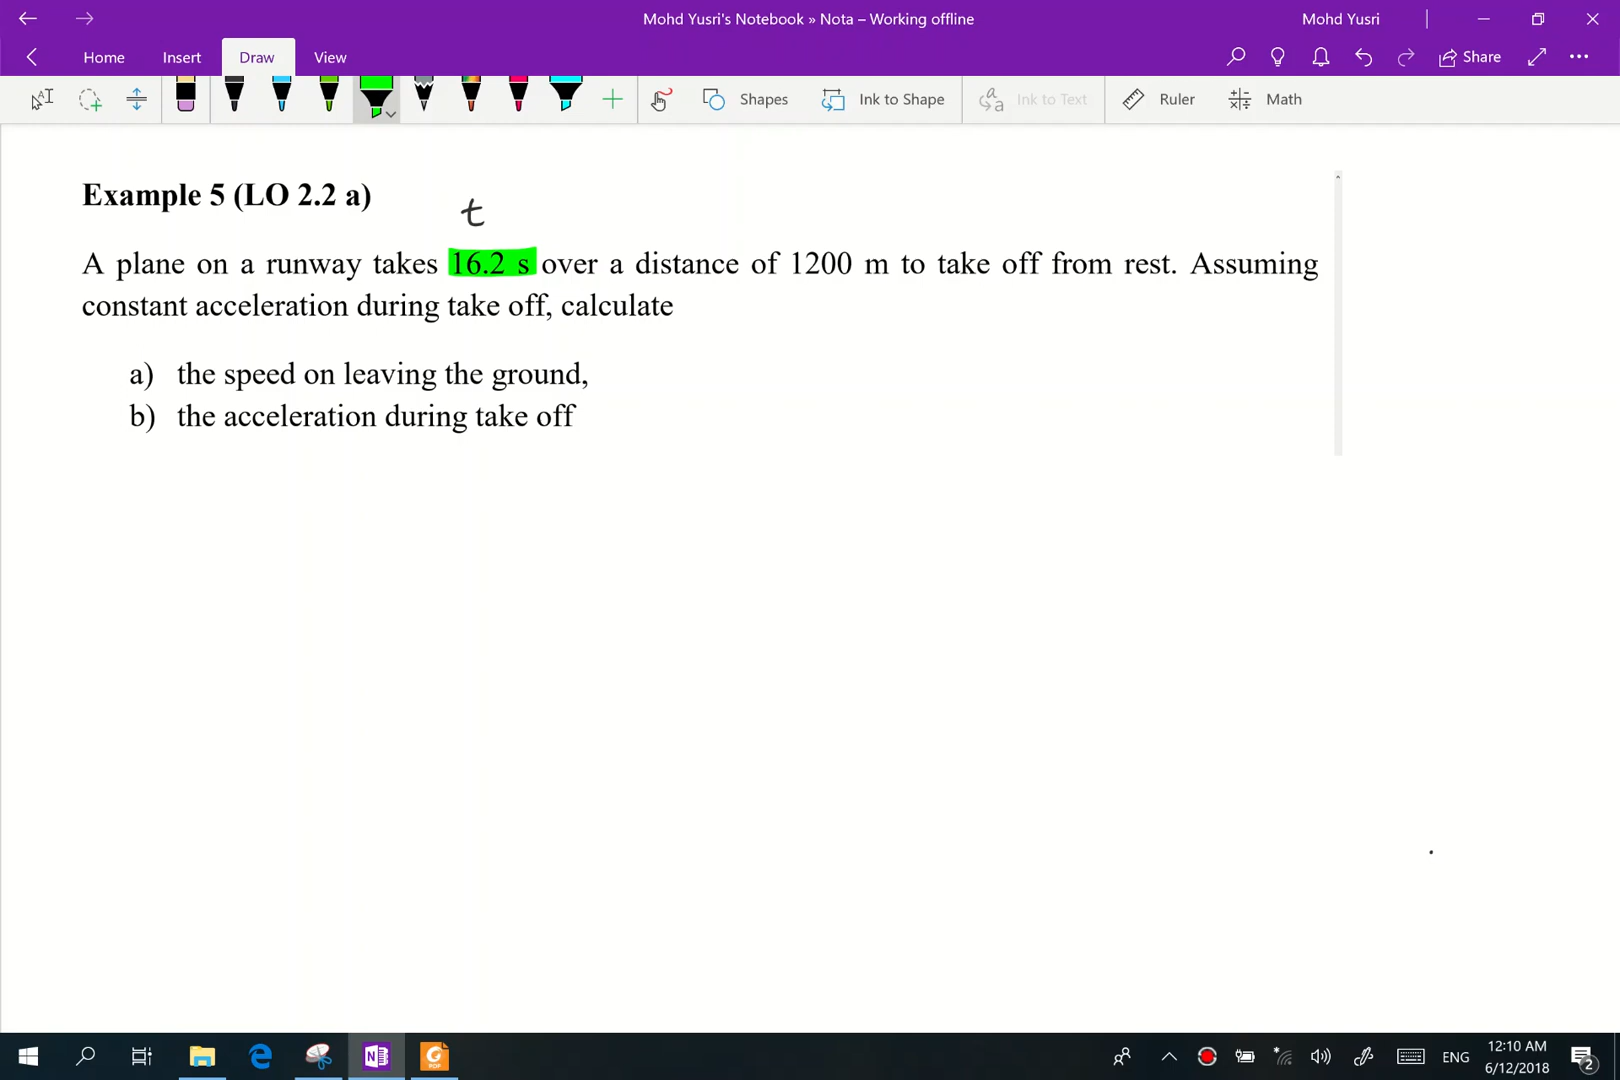 Mohd Yusri's Notebook » Nota – Working offline
Mohd Yusri
Home Insert Draw View
Share
Shapes Ink to Shape Ink to Text Ruler Math
Example 5 (LO 2.2 a)
t
A plane on a runway takes 16.2 s over a distance of 1200 m to take off from rest. Assuming
constant acceleration during take off, calculate
a) the speed on leaving the ground,
b) the acceleration during take off
ENG
12:10 AM
6/12/2018
2